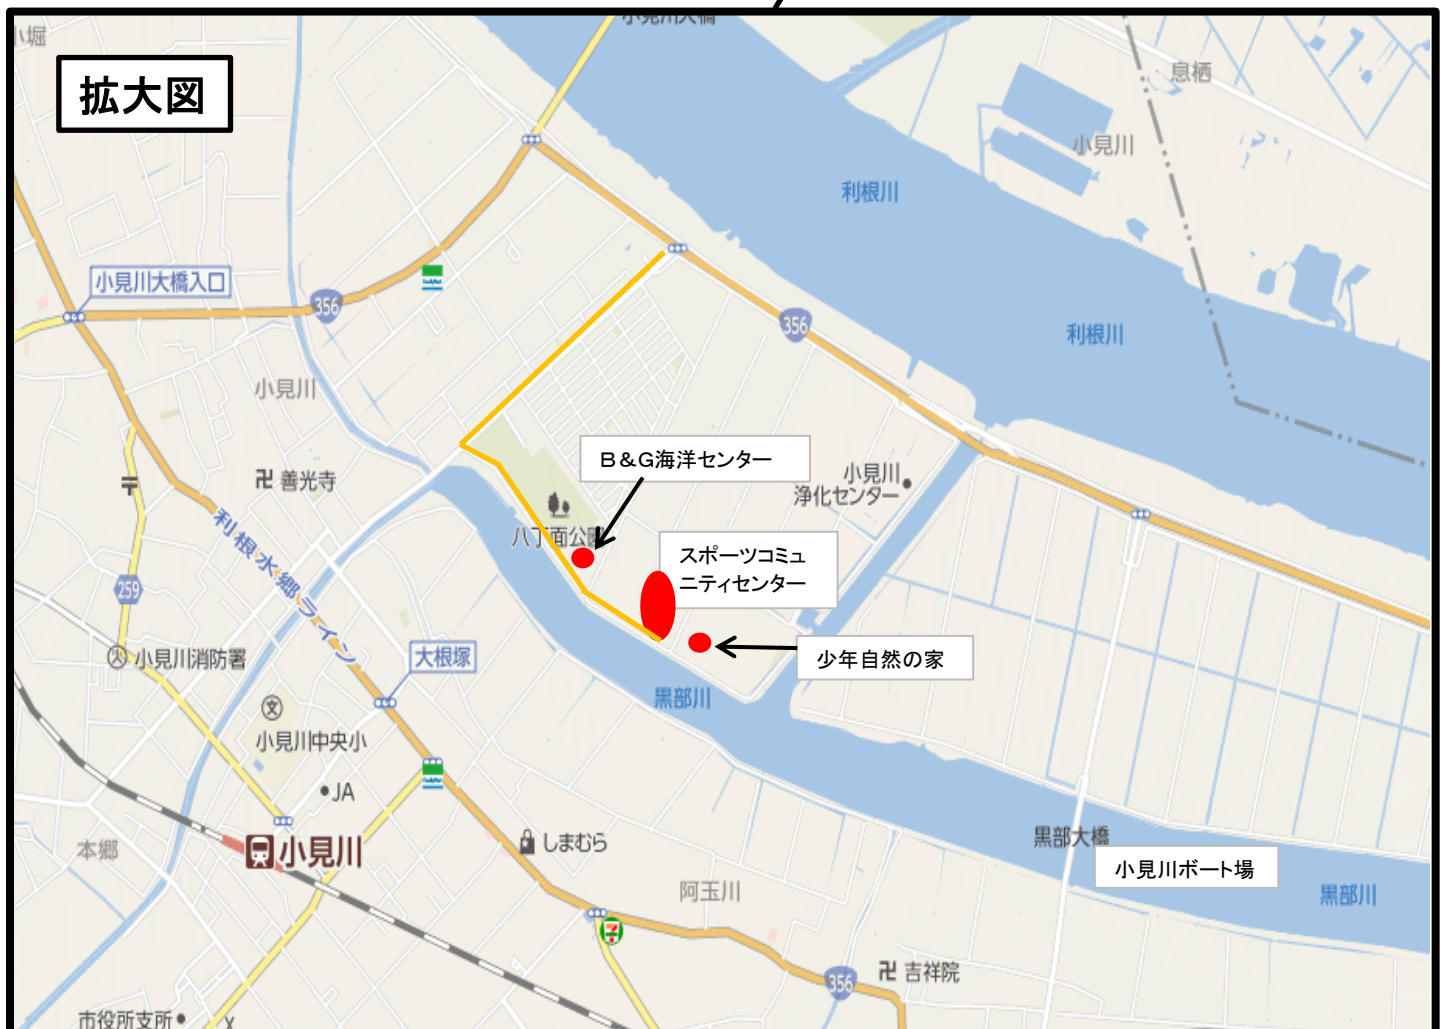 小見川大橋
小堀
拡大図
息栖
小見川
利根川
小見川大橋入口
356
FamilyMart
356
利根川
小見川
B&G海洋センター
小見川
浄化センター
卍 善光寺
〒
八丁面公園
スポーツコミュ
ニティセンター
利根水郷ライン
259
小見川消防署
大根塚
少年自然の家
黒部川
文
小見川中央小
JA
FamilyMart
本郷
小見川
しまむら
黒部大橋
小見川ボート場
阿玉川
黒部川
7
356
卍 吉祥院
市役所支所
X